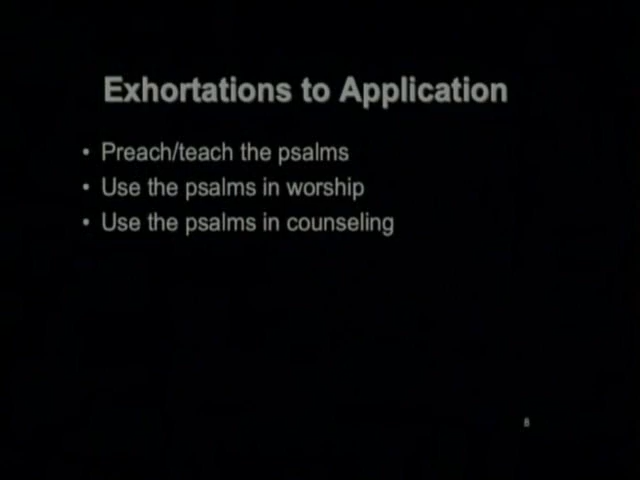 Exhortations to Application
• Preach/teach the psalms
• Use the psalms in worship
• Use the psalms in counseling
8